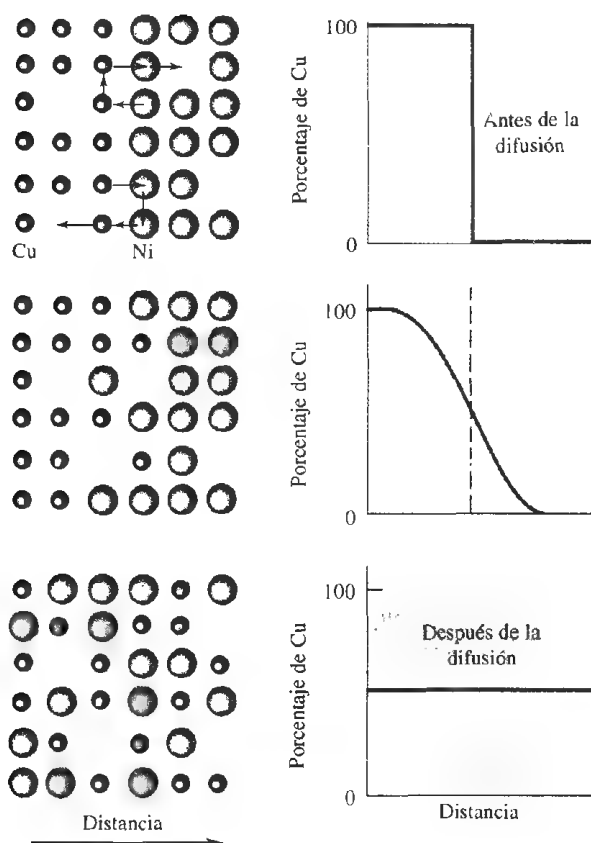 Cu
Ni
Porcentaje de Cu
100
0
Antes de la
difusión
Porcentaje de Cu
100
0
Distancia
Porcentaje de Cu
100
0
Después de la
difusión
Distancia